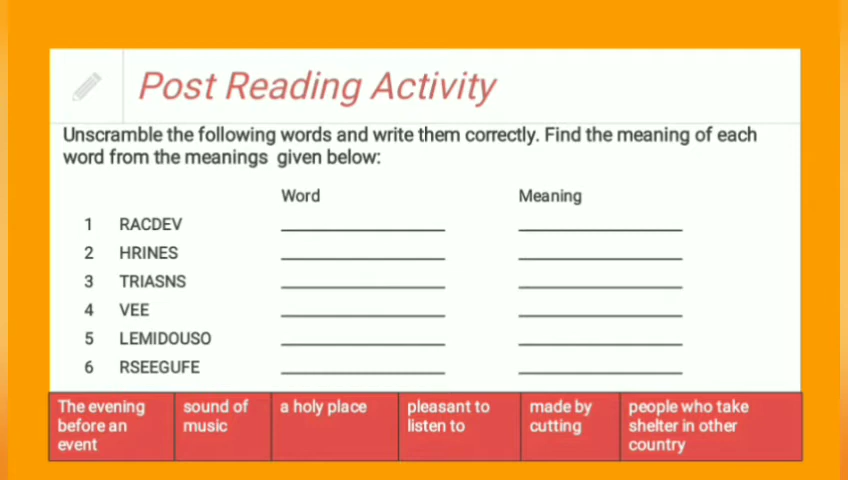 Post Reading Activity
Unscramble the following words and write them correctly. Find the meaning of each
word from the meanings given below:
Word Meaning
1 RACDEV
2 HRINES
3 TRIASNS
4 VEE
5 LEMIDOUSO
6 RSEEGUFE
The evening
before an
event
sound of
music
a holy place
pleasant to
listen to
made by
cutting
people who take
shelter in other
country